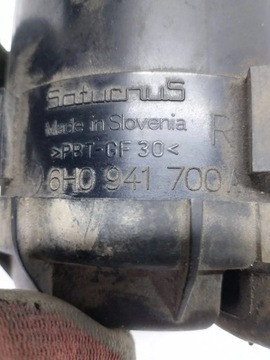 SaturnuS
Made in Slovenia
R
>PBT-GF 30<
6H0 941 700